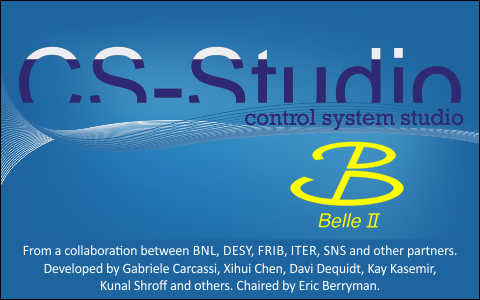 CS-Studio
control system studio
B
Belle II
From a collaboration between BNL, DESY, FRIB, ITER, SNS and other partners.
Developed by Gabriele Carcassi, Xihui Chen, Davi Dequidt, Kay Kasemir,
Kunal Shroff and others. Chaired by Eric Berryman.